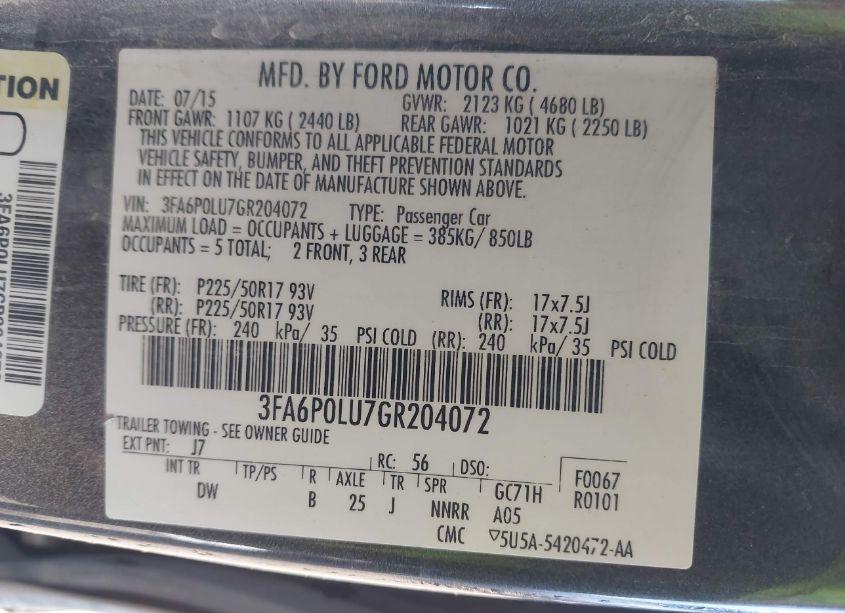 TION
MFD. BY FORD MOTOR CO.
DATE: 07/15 GVWR: 2123 KG ( 4680 LB)
FRONT GAWR: 1107 KG ( 2440 LB) REAR GAWR: 1021 KG ( 2250 LB)
THIS VEHICLE CONFORMS TO ALL APPLICABLE FEDERAL MOTOR
VEHICLE SAFETY, BUMPER, AND THEFT PREVENTION STANDARDS
IN EFFECT ON THE DATE OF MANUFACTURE SHOWN ABOVE.
VIN: 3FA6P0LU7GR204072 TYPE: Passenger Car
MAXIMUM LOAD = OCCUPANTS + LUGGAGE = 385KG/ 850LB
OCCUPANTS = 5 TOTAL; 2 FRONT, 3 REAR
TIRE (FR): P225/50R17 93V RIMS (FR): 17x7.5J
(RR): P225/50R17 93V (RR): 17x7.5J
PRESSURE (FR): 240 kPa/ 35 PSI COLD (RR): 240 kPa/ 35 PSI COLD
3FA6P0LU7GR204072
TRAILER TOWING - SEE OWNER GUIDE
EXT PNT: J7 RC: 56 DSO: F0067
INT TR TP/PS R AXLE TR SPR GC71H R0101
DW B 25 J NNRR A05
CMC ▽5U5A-5420472-AA